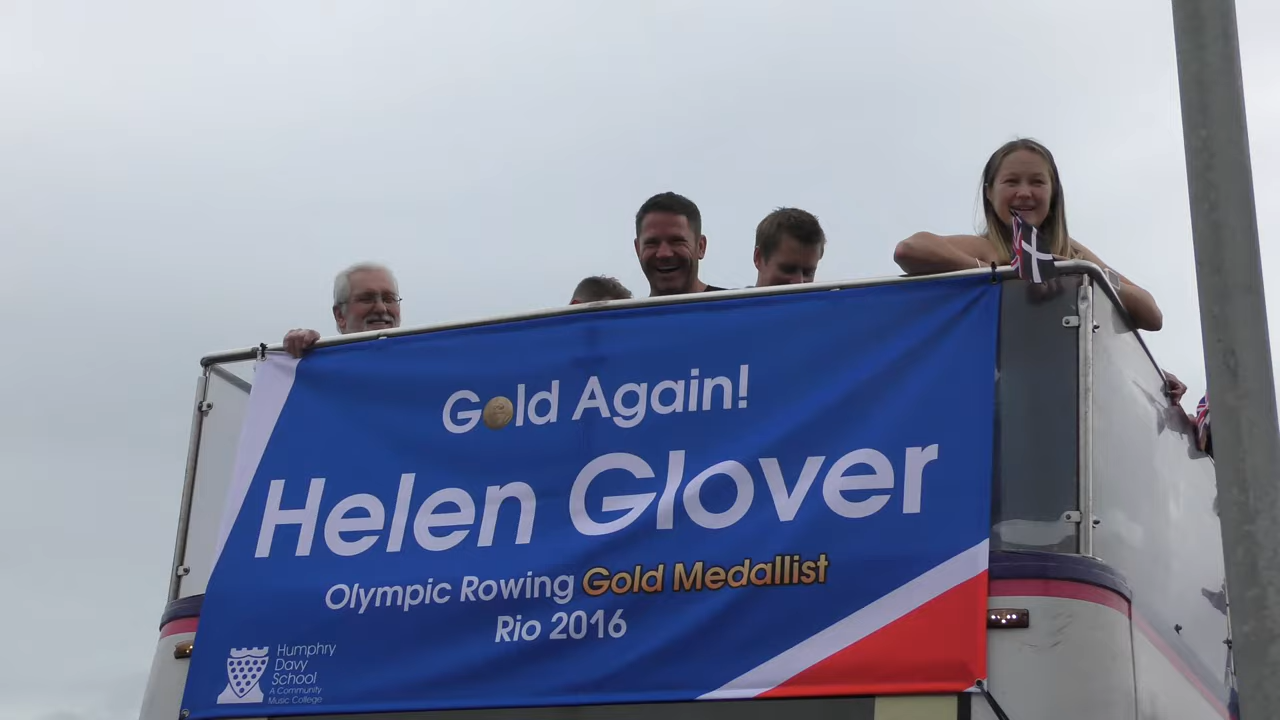 Gold Again!
Helen Glover
Olympic Rowing Gold Medallist
Rio 2016
Humphry
Davy
School
A Community
Music College